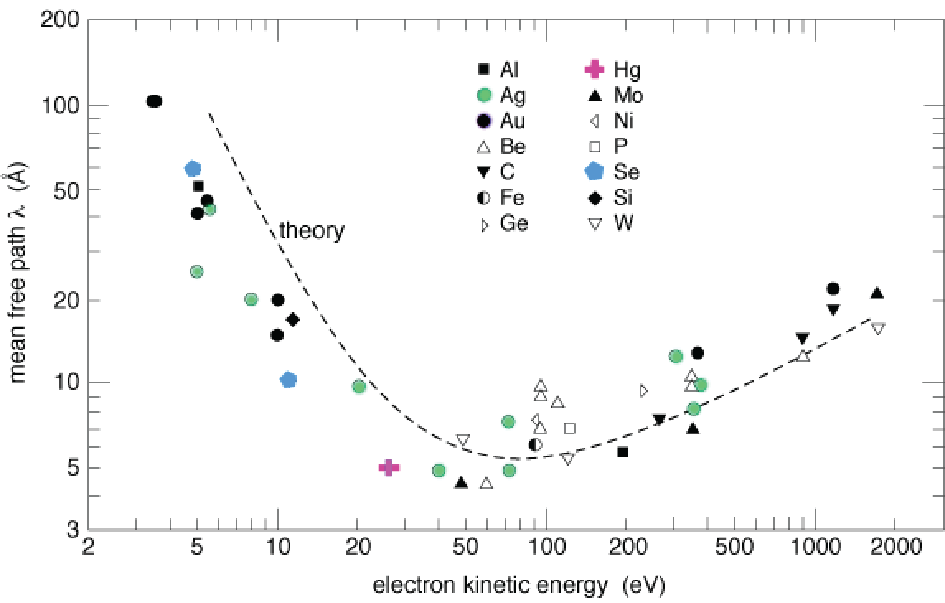 200
100
50
20
10
5
3
mean free path λ (Å)
theory
Al
Ag
Au
Be
C
Fe
Ge
Hg
Mo
Ni
P
Se
Si
W
2 5 10 20 50 100 200 500 1000 2000
electron kinetic energy (eV)